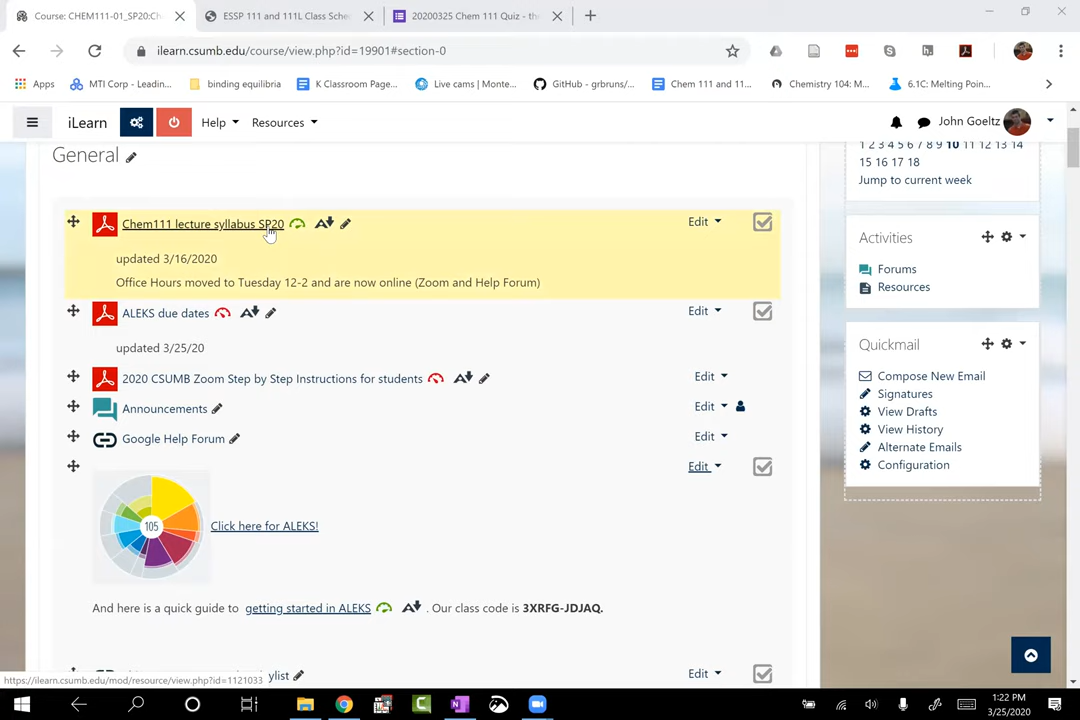 Course: CHEM111-01_SP20:Ch
ESSP 111 and 111L Class Sche
20200325 Chem 111 Quiz - the
ilearn.csumb.edu/course/view.php?id=19901#section-0
Apps
MTI Corp - Leadin...
binding equilibria
K Classroom Page...
Live cams | Monte...
GitHub - grbruns/...
Chem 111 and 11...
Chemistry 104: M...
6.1C: Melting Poin...
iLearn
Help
Resources
John Goeltz
General
1 2 3 4 5 6 7 8 9 10 11 12 13 14
15 16 17 18
Jump to current week
Chem111 lecture syllabus SP20
Edit
updated 3/16/2020
Office Hours moved to Tuesday 12-2 and are now online (Zoom and Help Forum)
ALEKS due dates
Edit
updated 3/25/20
2020 CSUMB Zoom Step by Step Instructions for students
Edit
Announcements
Edit
Google Help Forum
Edit
Edit
105
Click here for ALEKS!
And here is a quick guide to getting started in ALEKS . Our class code is 3XRFG-JDJAQ.
ylist
Edit
Activities
Forums
Resources
Quickmail
Compose New Email
Signatures
View Drafts
View History
Alternate Emails
Configuration
https://ilearn.csumb.edu/mod/resource/view.php?id=1121033
1:22 PM
3/25/2020